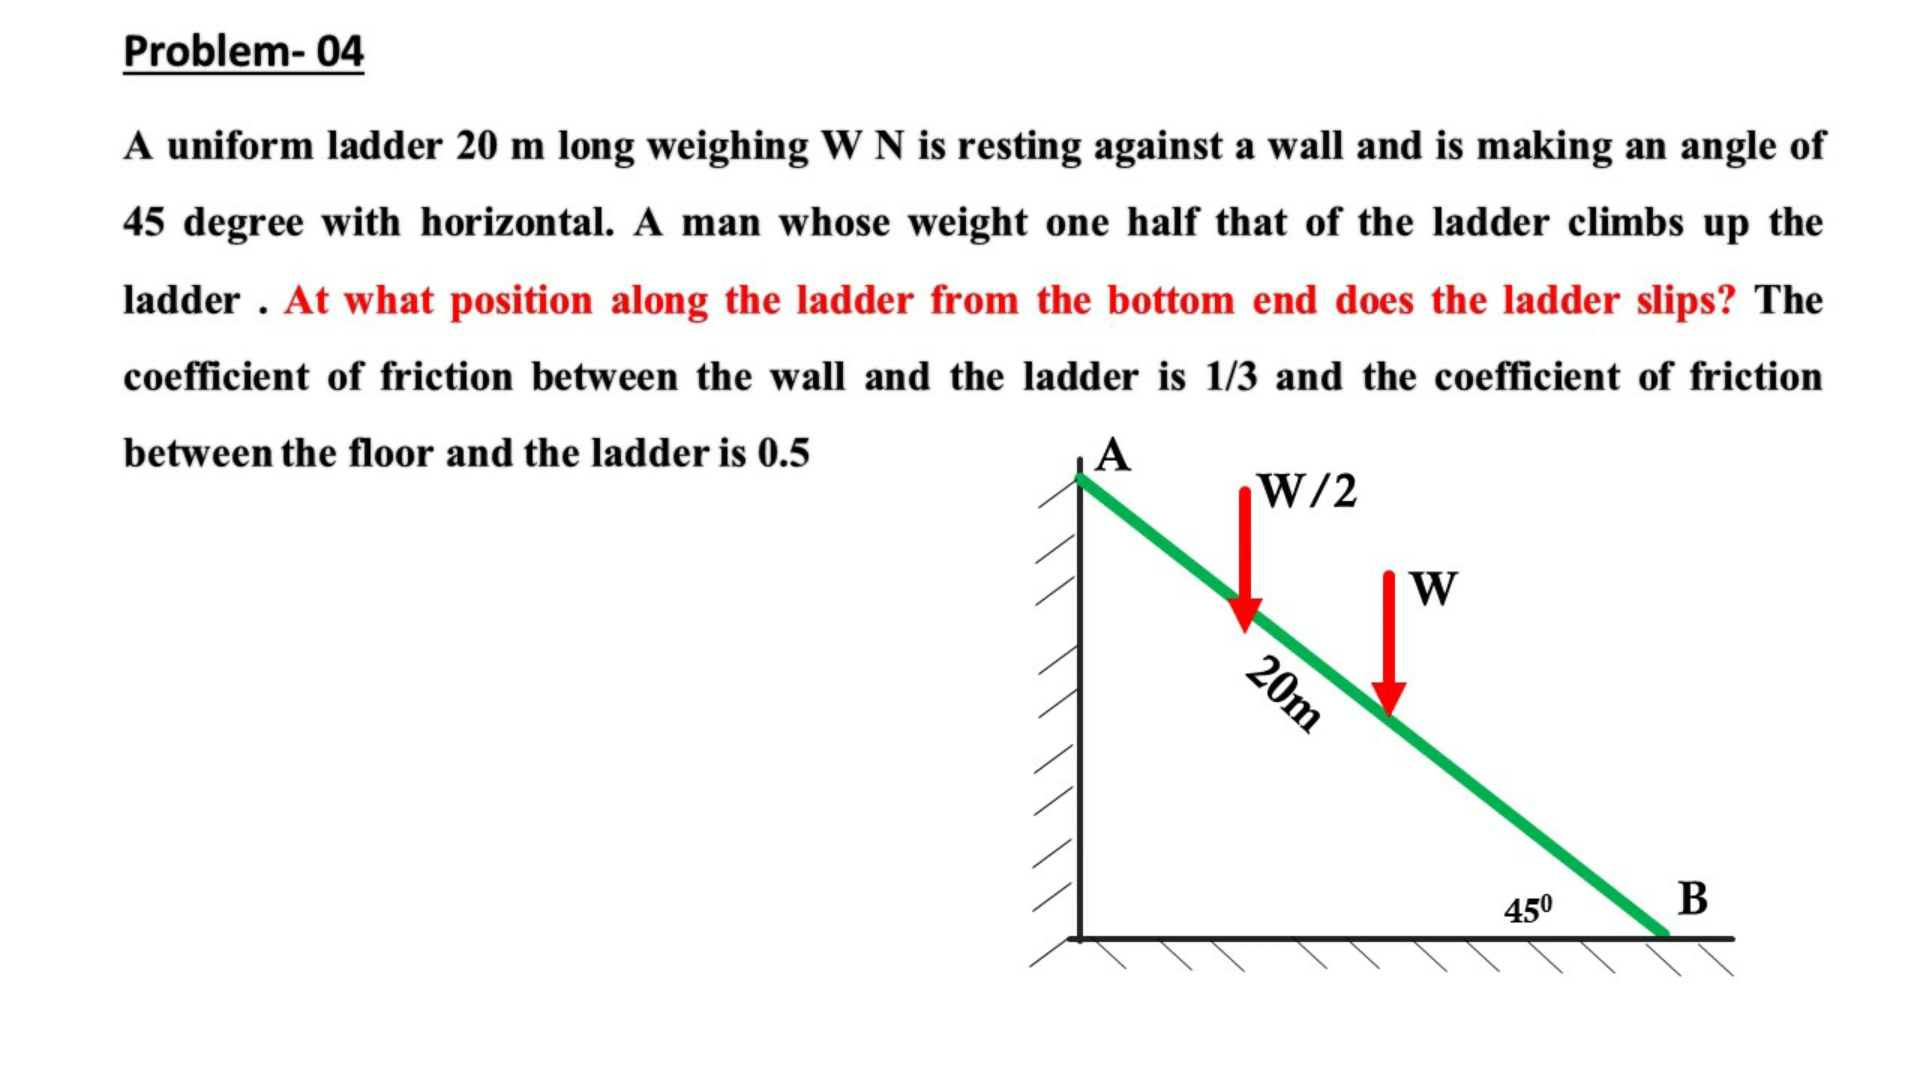 Problem- 04
A uniform ladder 20 m long weighing W N is resting against a wall and is making an angle of
45 degree with horizontal. A man whose weight one half that of the ladder climbs up the
ladder . At what position along the ladder from the bottom end does the ladder slips? The
coefficient of friction between the wall and the ladder is 1/3 and the coefficient of friction
between the floor and the ladder is 0.5
A
W/2
W
20m
45⁰
B